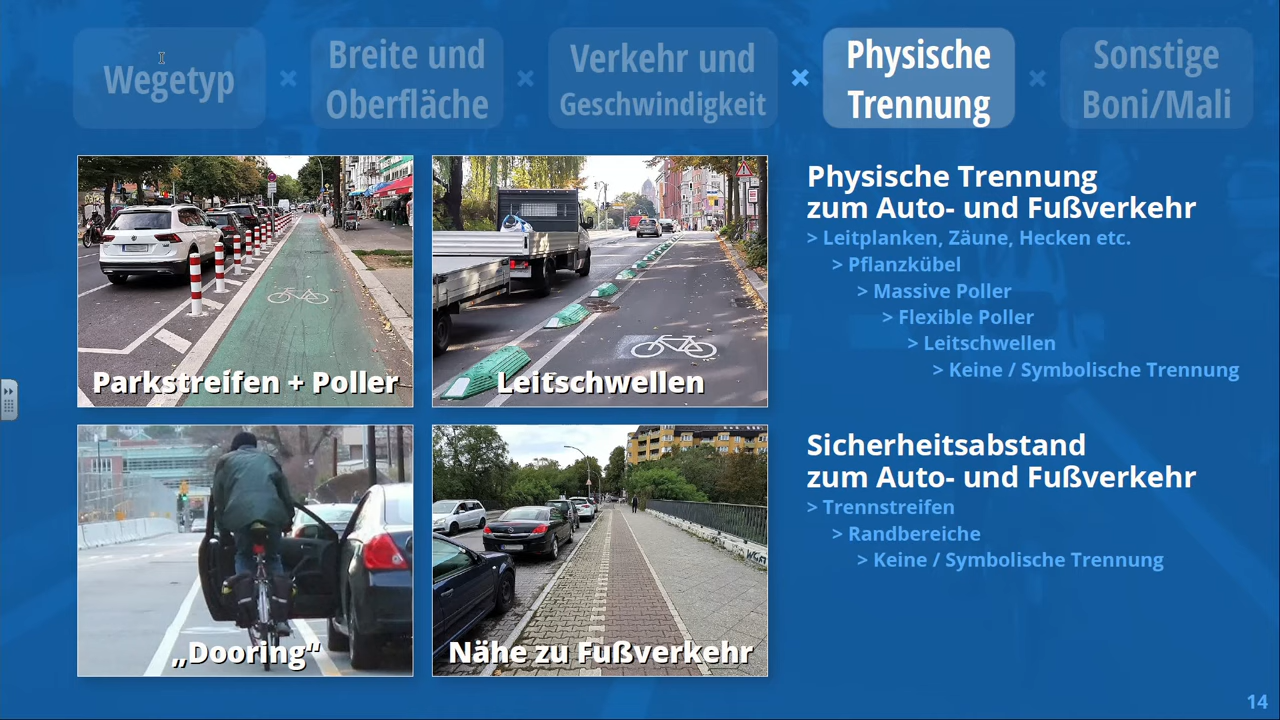 Wegetyp × Breite und Oberfläche × Verkehr und Geschwindigkeit × Physische Trennung × Sonstige Boni/Mali
Parkstreifen + Poller
Leitschwellen
Physische Trennung
zum Auto- und Fußverkehr
> Leitplanken, Zäune, Hecken etc.
> Pflanzkübel
> Massive Poller
> Flexible Poller
> Leitschwellen
> Keine / Symbolische Trennung
„Dooring“
Nähe zu Fußverkehr
Sicherheitsabstand
zum Auto- und Fußverkehr
> Trennstreifen
> Randbereiche
> Keine / Symbolische Trennung
14